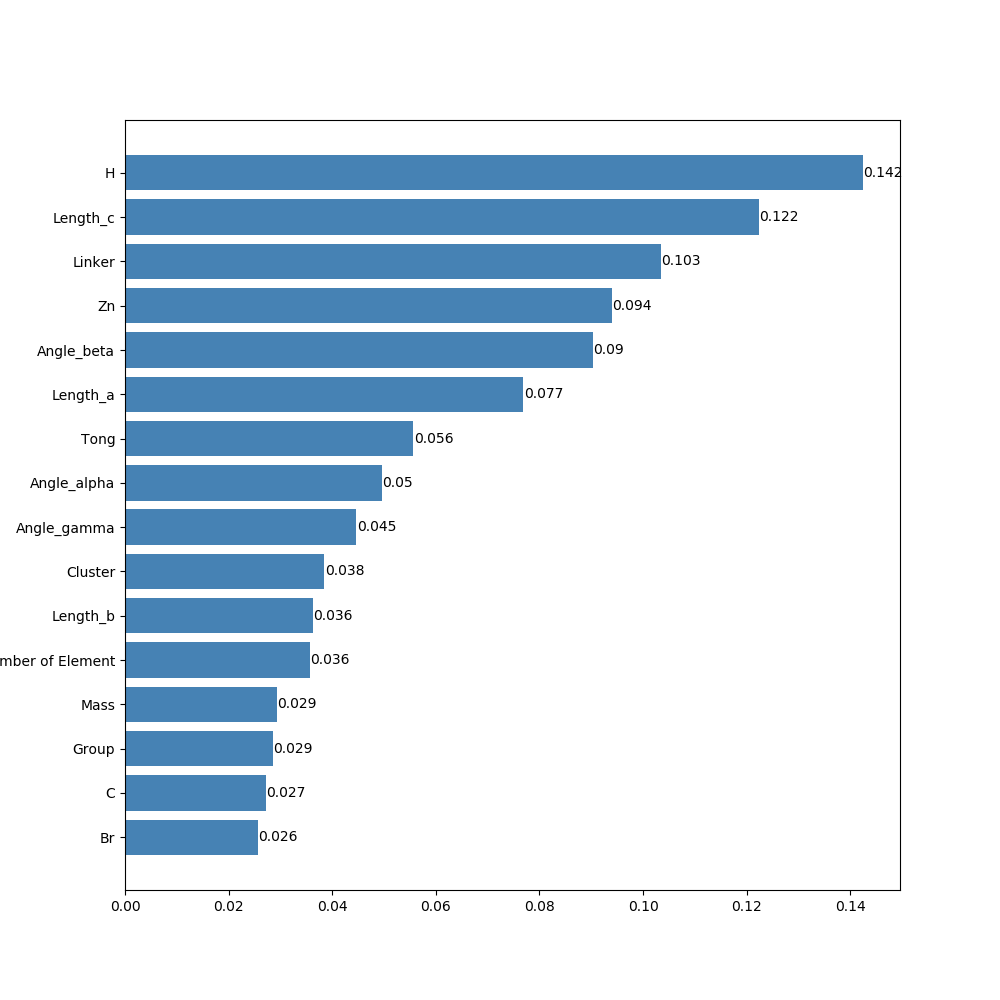 H 0.142
Length_c 0.122
Linker 0.103
Zn 0.094
Angle_beta 0.09
Length_a 0.077
Tong 0.056
Angle_alpha 0.05
Angle_gamma 0.045
Cluster 0.038
Length_b 0.036
mber of Element 0.036
Mass 0.029
Group 0.029
C 0.027
Br 0.026
0.00 0.02 0.04 0.06 0.08 0.10 0.12 0.14